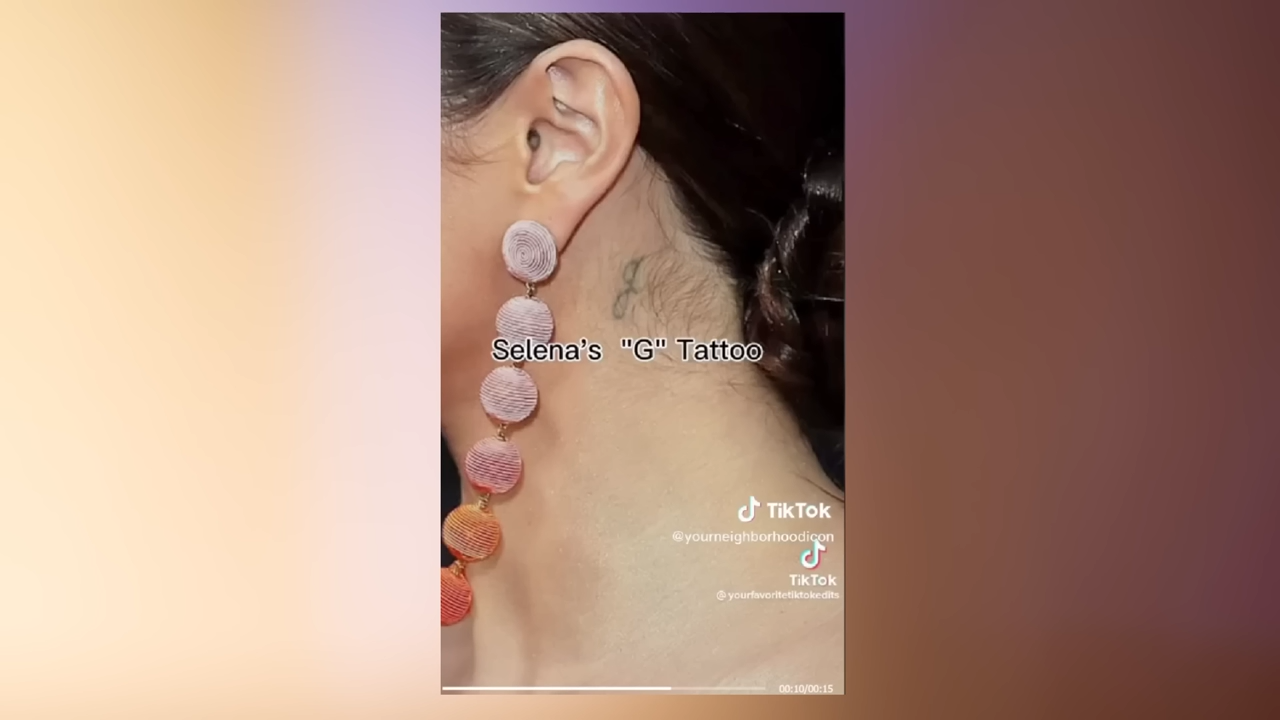 Selena's "G" Tattoo
TikTok
@yourneighborhoodicon
TikTok
@yourfavoritetiktokedits
00:10/00:15